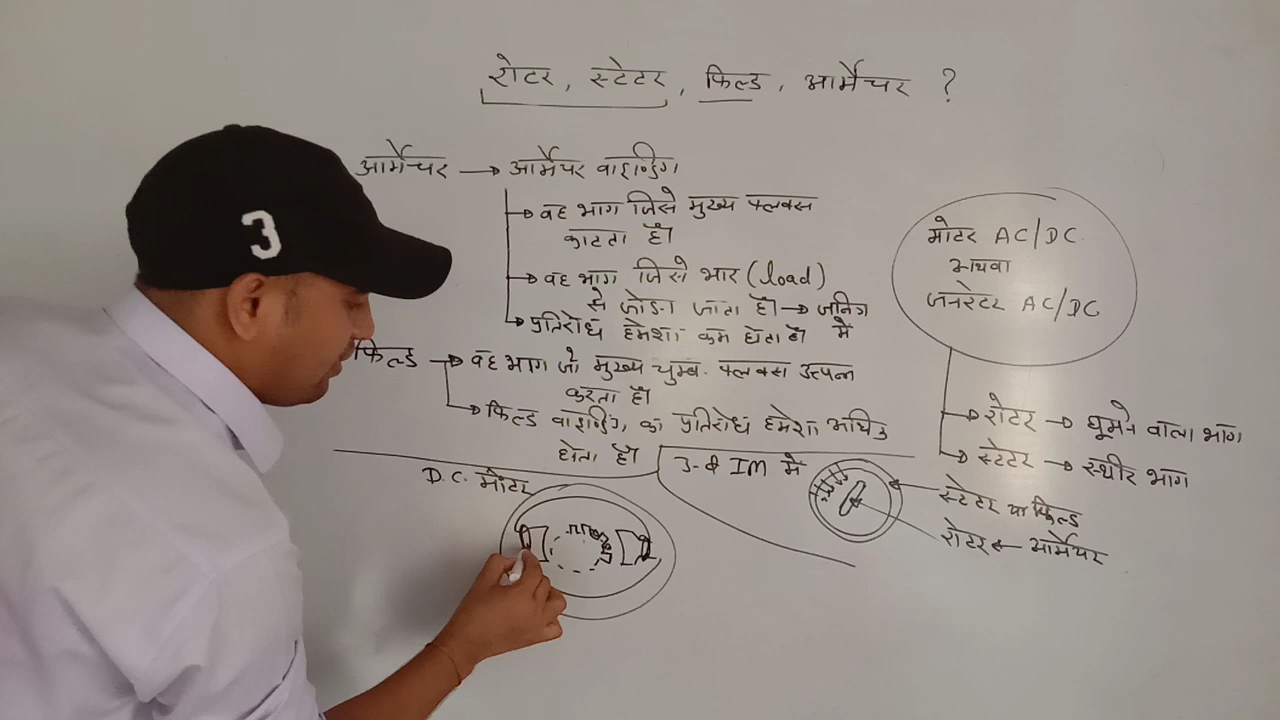 रोटर, स्टेटर, फिल्ड, आर्मेचर ?
आर्मेचर → आर्मेचर वाइण्डिंग
→ वह भाग जिसे मुख्य फ्लक्स
काटता है।
→ वह भाग जिसे भार (load)
से जोड़ा जाता है। → जनित्र में
→ प्रतिरोध हमेशा कम होता है
फिल्ड → वह भाग जो मुख्य चुम्ब. फ्लक्स उत्पन्न
करता है।
→ फिल्ड वाइण्डिंग, का प्रतिरोध हमेशा अधिक
होता है।
D.C. मोटर
3-ϕ IM में
स्टेटर या फिल्ड
रोटर ← आर्मेचर
मोटर AC/DC
अथवा
जनरेटर AC/DC
→ रोटर → घूमने वाला भाग
→ स्टेटर → स्थीर भाग
3